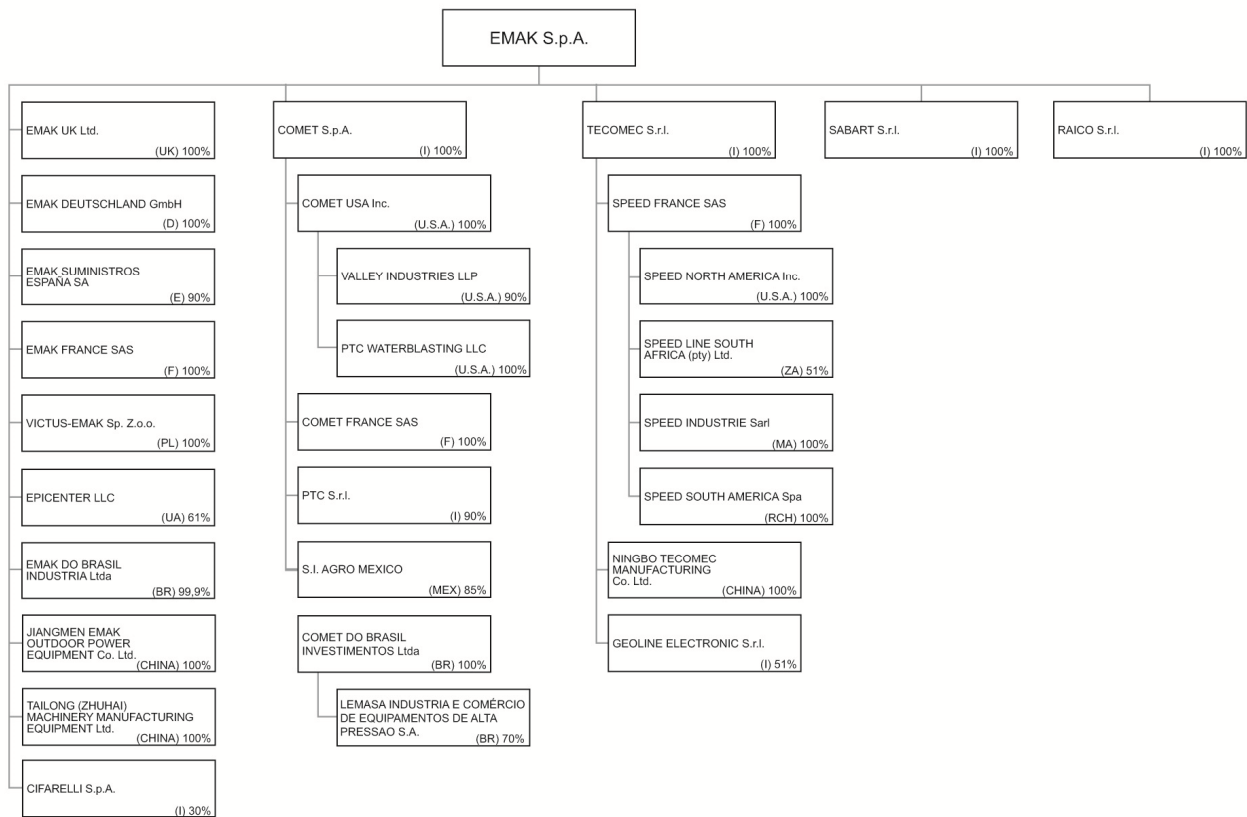 EMAK S.p.A.
EMAK UK Ltd.
(UK) 100%
EMAK DEUTSCHLAND GmbH
(D) 100%
EMAK SUMINISTROS
ESPAÑA SA
(E) 90%
EMAK FRANCE SAS
(F) 100%
VICTUS-EMAK Sp. Z.o.o.
(PL) 100%
EPICENTER LLC
(UA) 61%
EMAK DO BRASIL
INDUSTRIA Ltda
(BR) 99,9%
JIANGMEN EMAK
OUTDOOR POWER
EQUIPMENT Co. Ltd.
(CHINA) 100%
TAILONG (ZHUHAI)
MACHINERY MANUFACTURING
EQUIPMENT Ltd.
(CHINA) 100%
CIFARELLI S.p.A.
(I) 30%
COMET S.p.A.
(I) 100%
COMET USA Inc.
(U.S.A.) 100%
VALLEY INDUSTRIES LLP
(U.S.A.) 90%
PTC WATERBLASTING LLC
(U.S.A.) 100%
COMET FRANCE SAS
(F) 100%
PTC S.r.l.
(I) 90%
S.I. AGRO MEXICO
(MEX) 85%
COMET DO BRASIL
INVESTIMENTOS Ltda
(BR) 100%
LEMASA INDUSTRIA E COMÉRCIO
DE EQUIPAMENTOS DE ALTA
PRESSAO S.A.
(BR) 70%
TECOMEC S.r.l.
(I) 100%
SPEED FRANCE SAS
(F) 100%
SPEED NORTH AMERICA Inc.
(U.S.A.) 100%
SPEED LINE SOUTH
AFRICA (pty) Ltd.
(ZA) 51%
SPEED INDUSTRIE Sarl
(MA) 100%
SPEED SOUTH AMERICA Spa
(RCH) 100%
NINGBO TECOMEC
MANUFACTURING
Co. Ltd.
(CHINA) 100%
GEOLINE ELECTRONIC S.r.l.
(I) 51%
SABART S.r.l.
(I) 100%
RAICO S.r.l.
(I) 100%